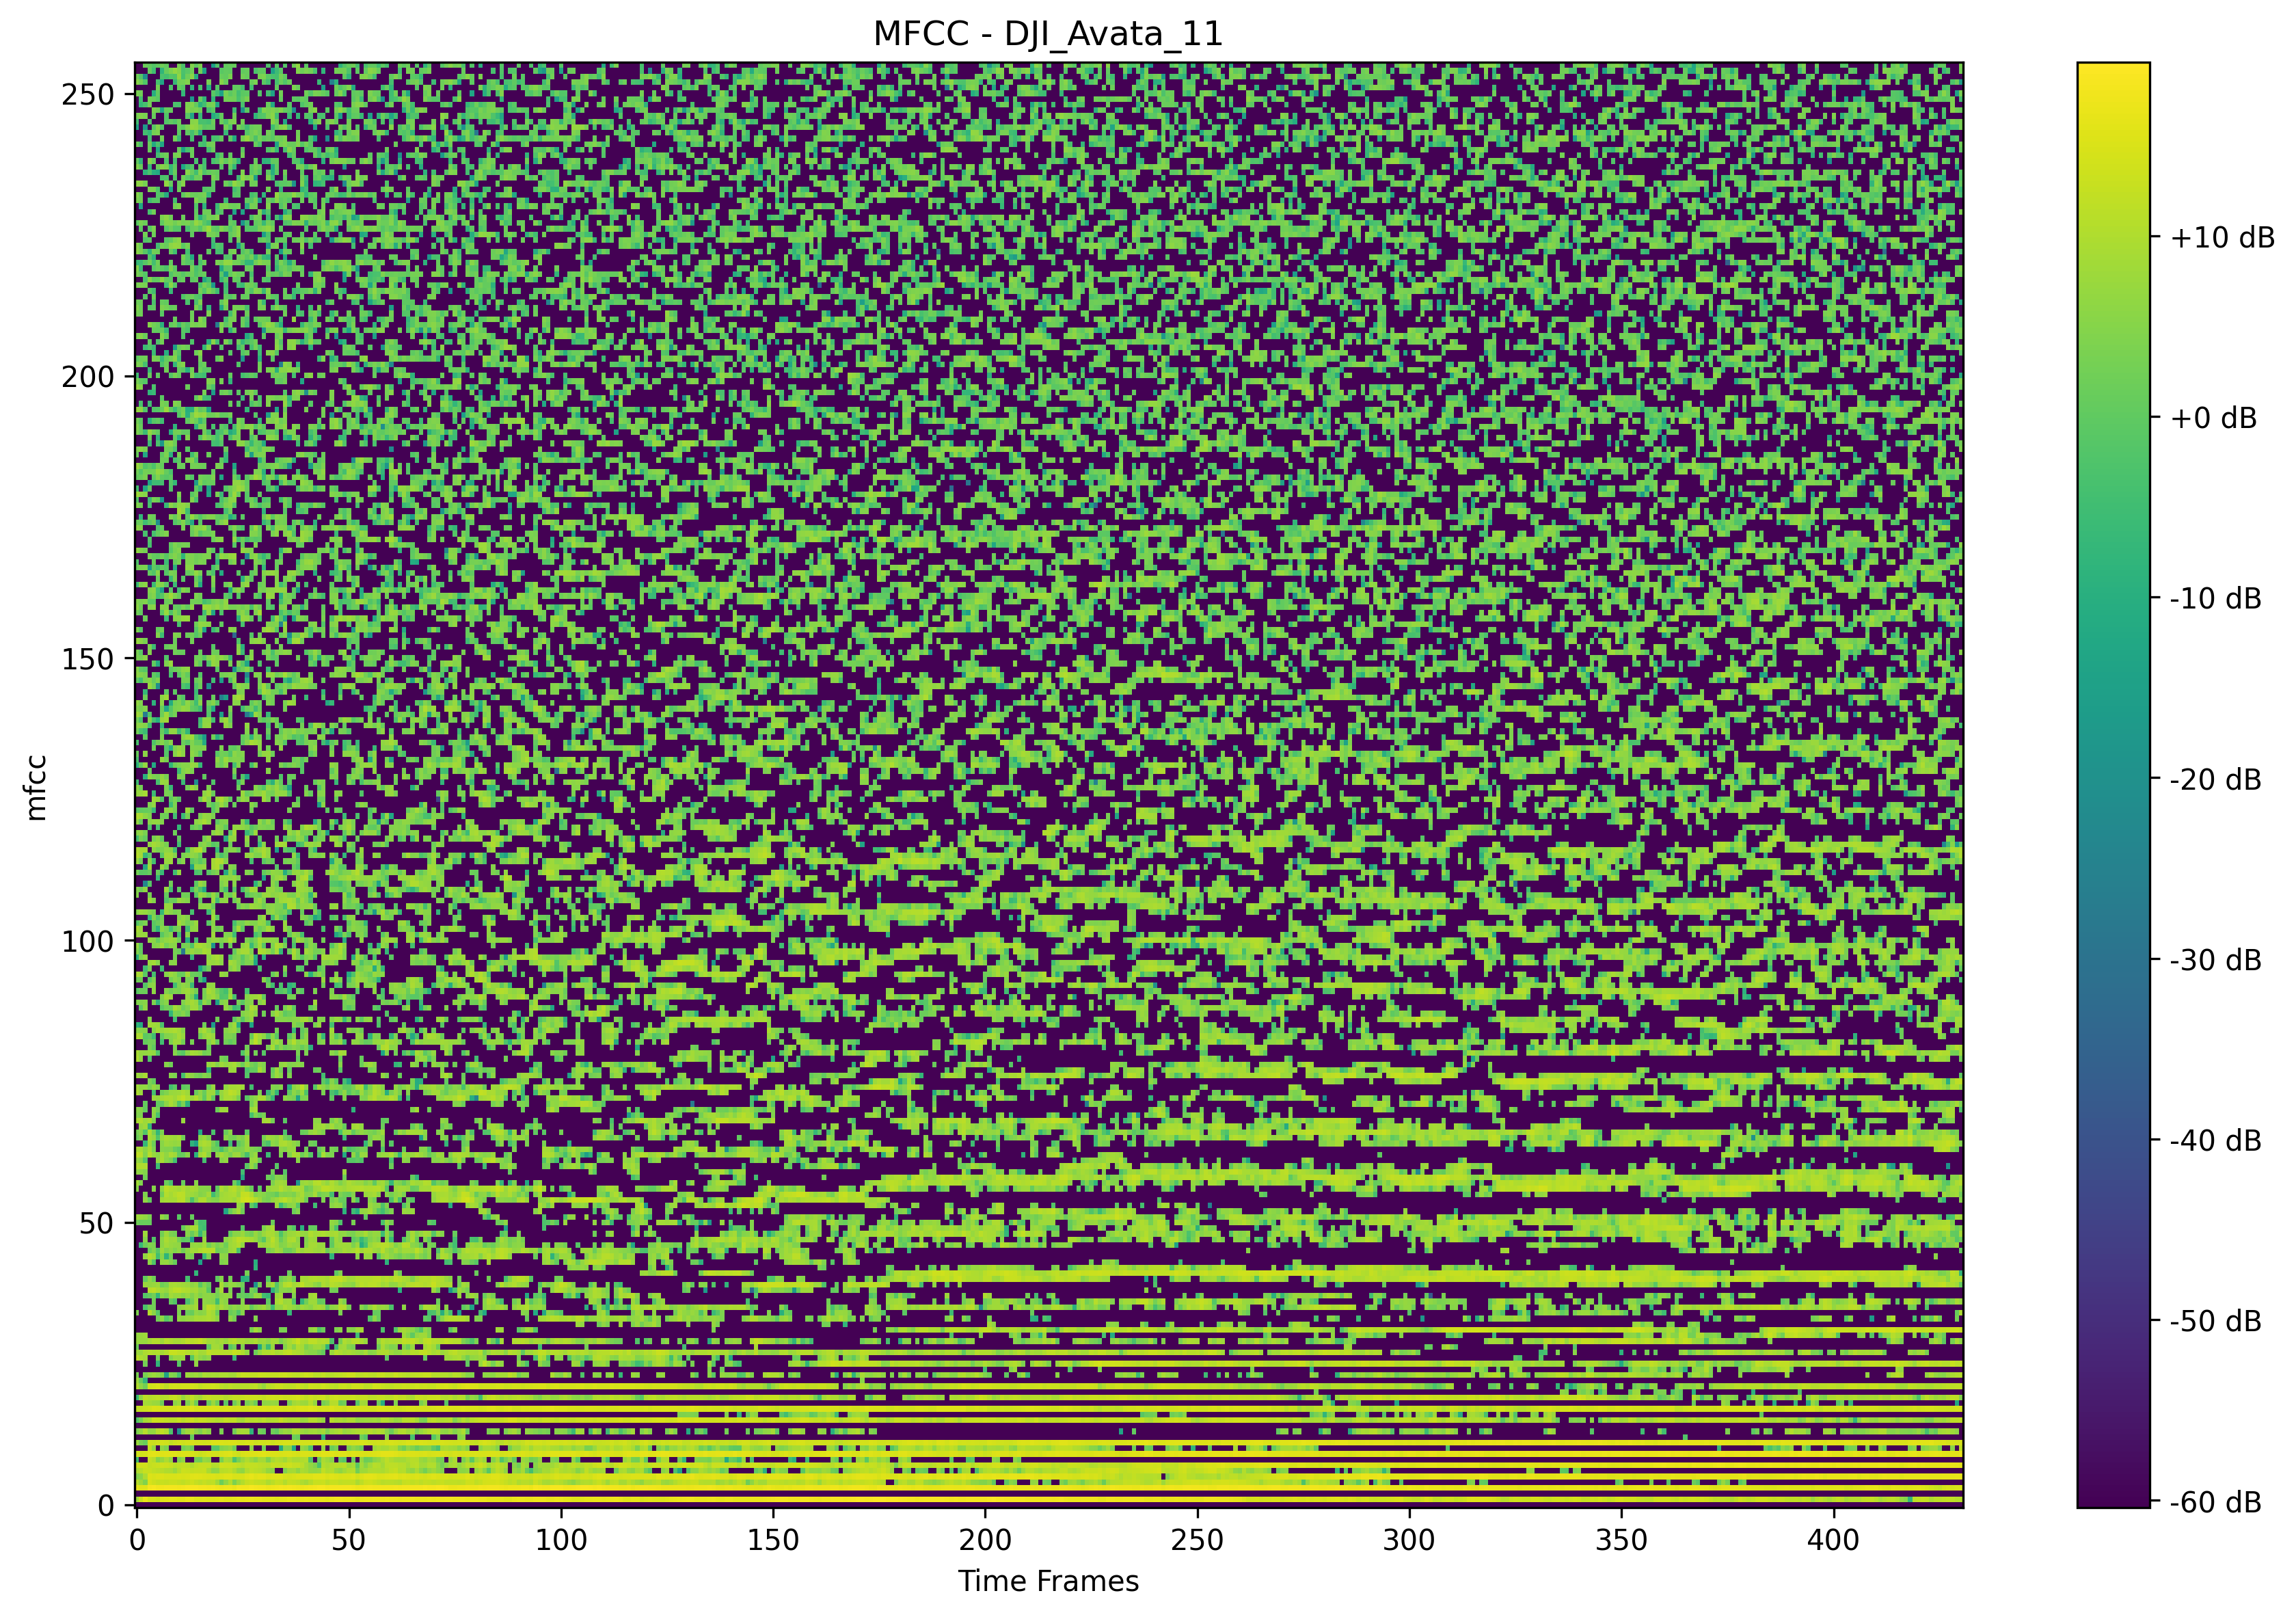 MFCC - DJI_Avata_11
250
200
150
100
50
0
mfcc
0 50 100 150 200 250 300 350 400
Time Frames
+10 dB
+0 dB
-10 dB
-20 dB
-30 dB
-40 dB
-50 dB
-60 dB